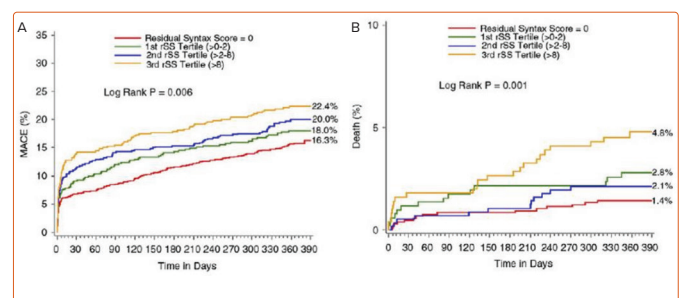 A
35
30
25
20
15
10
5
0
MACE (%)
Residual Syntax Score = 0
1st rSS Tertile (>0-2)
2nd rSS Tertile (>2-8)
3rd rSS Tertile (>8)
Log Rank P = 0.006
22.4%
20.0%
18.0%
16.3%
0 30 60 90 120 150 180 210 240 270 300 330 360 390
Time in Days
B
10
5
0
Death (%)
Residual Syntax Score = 0
1st rSS Tertile (>0-2)
2nd rSS Tertile (>2-8)
3rd rSS Tertile (>8)
Log Rank P = 0.001
4.8%
2.8%
2.1%
1.4%
0 30 60 90 120 150 180 210 240 270 300 330 360 390
Time in Days